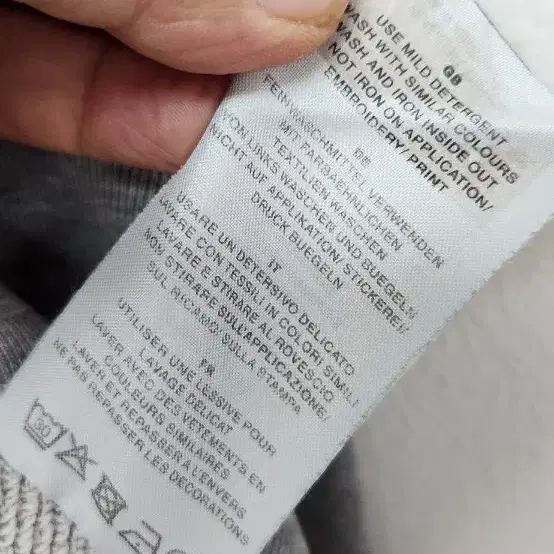 GB
USE MILD DETERGENT
WASH WITH SIMILAR COLOURS
WASH AND IRON INSIDE OUT
NOT IRON ON APPLICATION/
EMBROIDERY/PRINT
DE
FEINWASCHMITTEL VERWENDEN
MIT FARBAEHNLICHEN
TEXTILIEN WASCHEN
VON LINKS WASCHEN UND BUEGELN
NICHT AUF APPLIKATION/STICKEREI/
DRUCK BUEGELN
IT
USARE UN DETERSIVO DELICATO
LAVARE CON TESSILI IN COLORI SIMILI
LAVARE E STIRARE AL ROVESCIO
NON STIRARE SULL'APPLICAZIONE/
SUL RICAMO/SULLA STAMPA
FR
UTILISER UNE LESSIVE POUR
LAVAGE DELICAT
LAVER AVEC DES VETEMENTS EN
COULEURS SIMILAIRES
LAVER ET REPASSER A L'ENVERS
NE PAS REPASSER LES DECORATIONS
30